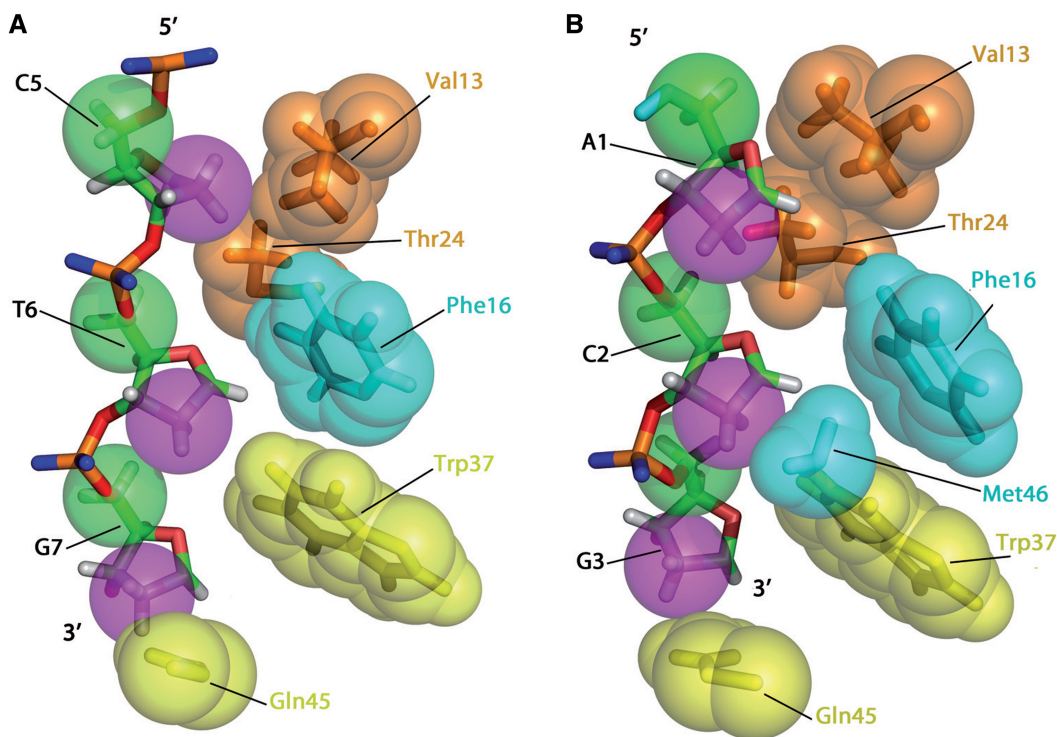 A
5′
C5
Val13
Thr24
T6
Phe16
Trp37
G7
3′
Gln45
B
5′
Val13
A1
Thr24
Phe16
C2
Met46
Trp37
G3
3′
Gln45